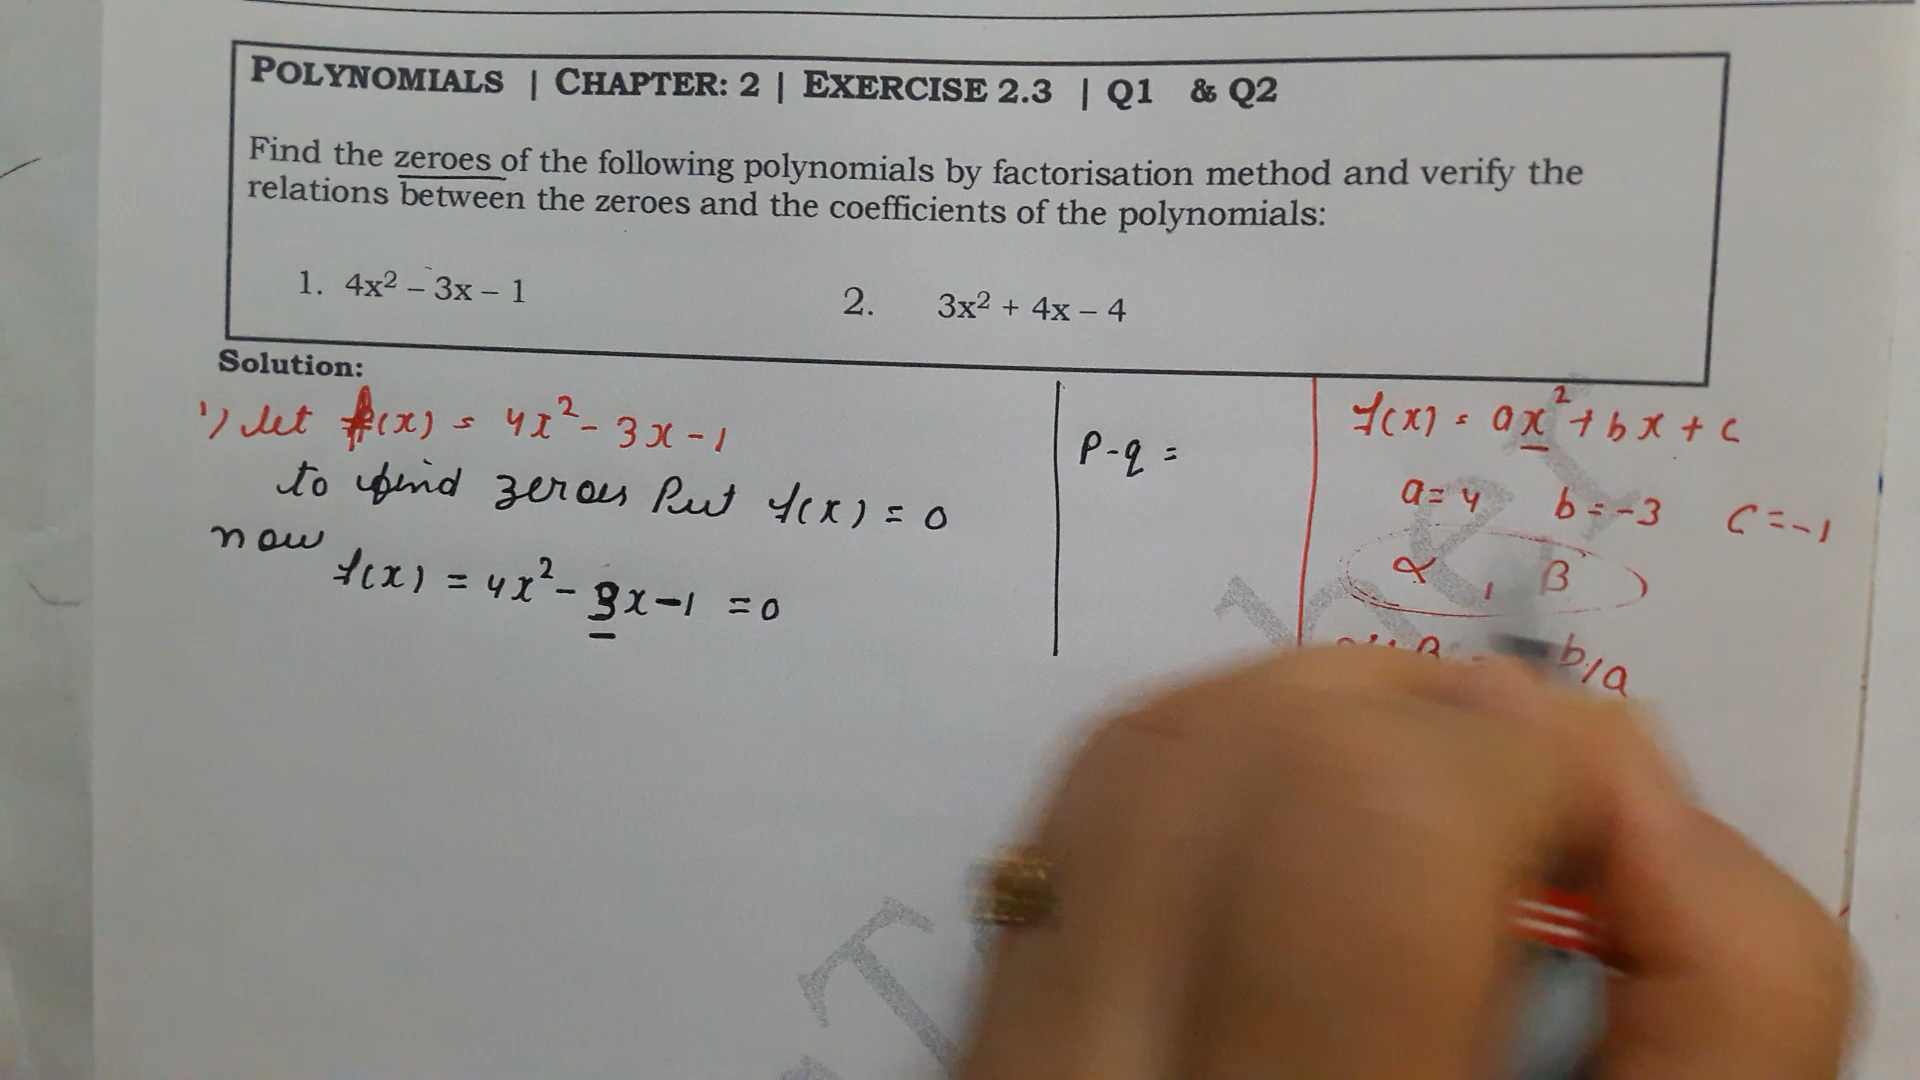 POLYNOMIALS | CHAPTER: 2 | EXERCISE 2.3 | Q1 & Q2
Find the zeroes of the following polynomials by factorisation method and verify the
relations between the zeroes and the coefficients of the polynomials:
1. 4x² – 3x – 1 2. 3x² + 4x – 4
Solution:
1) Let f(x) = 4x² - 3x - 1
to find zeroes Put f(x) = 0
now
f(x) = 4x² - 3x - 1 = 0
P-q =
f(x) = ax² + bx + c
a = 4 b = -3 c = -1
α , β
b/a